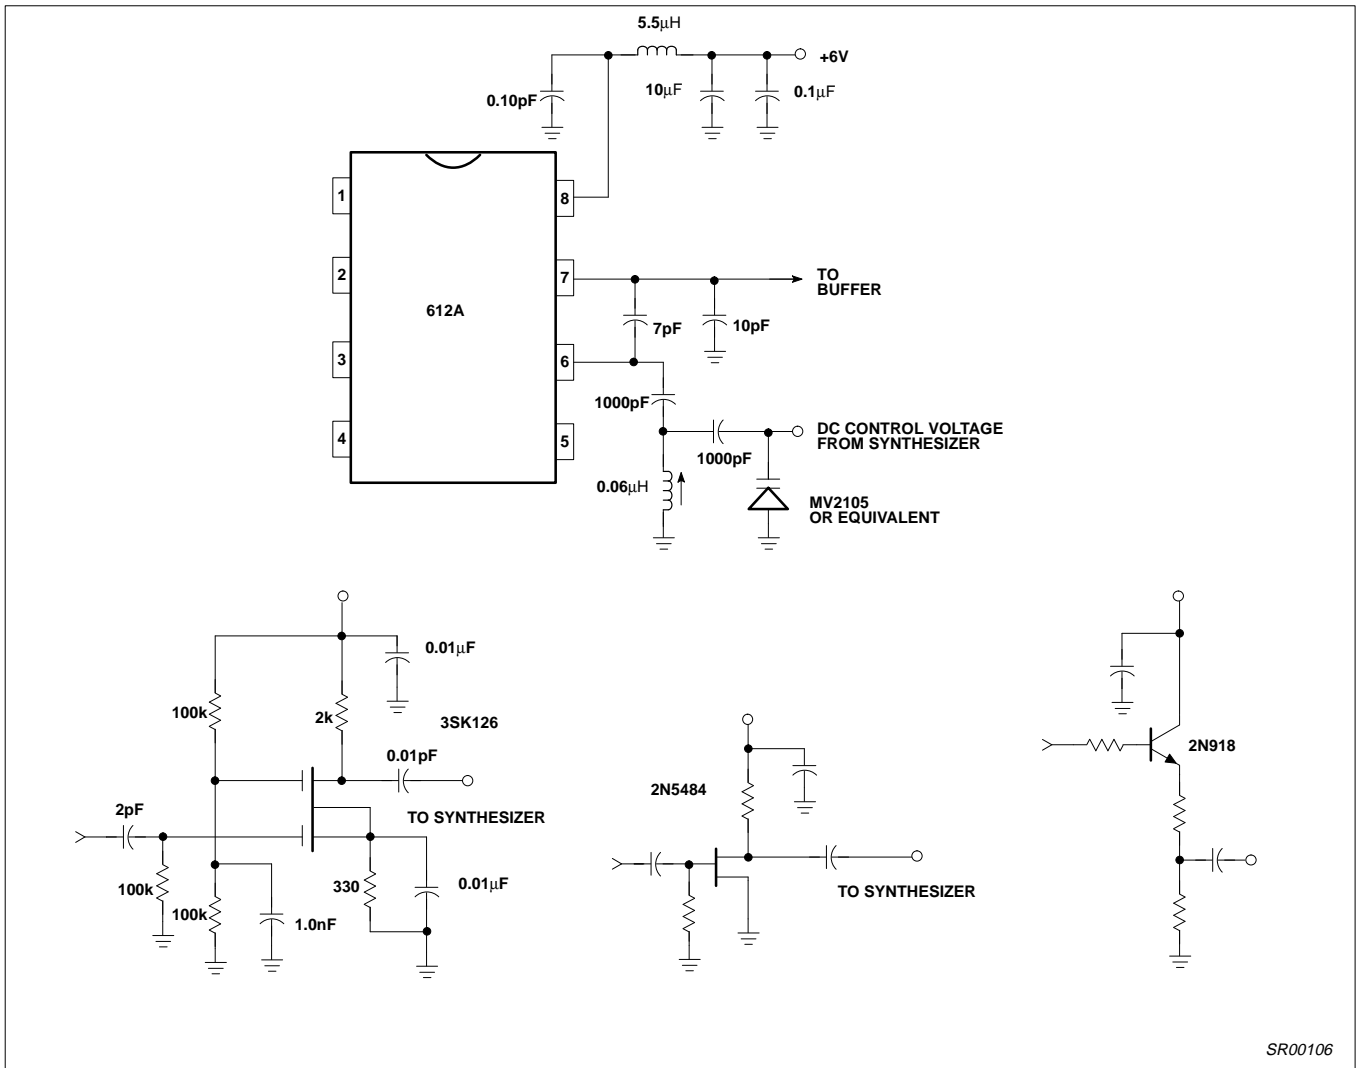 5.5μH
+6V
0.10pF
10μF
0.1μF
1
8
2
7
TO
BUFFER
612A
7pF
10pF
3
6
1000pF
4
5
DC CONTROL VOLTAGE
FROM SYNTHESIZER
1000pF
0.06μH
MV2105
OR EQUIVALENT
0.01μF
100k
2k
3SK126
0.01pF
2pF
TO SYNTHESIZER
100k
100k
330
0.01μF
1.0nF
2N5484
TO SYNTHESIZER
2N918
SR00106